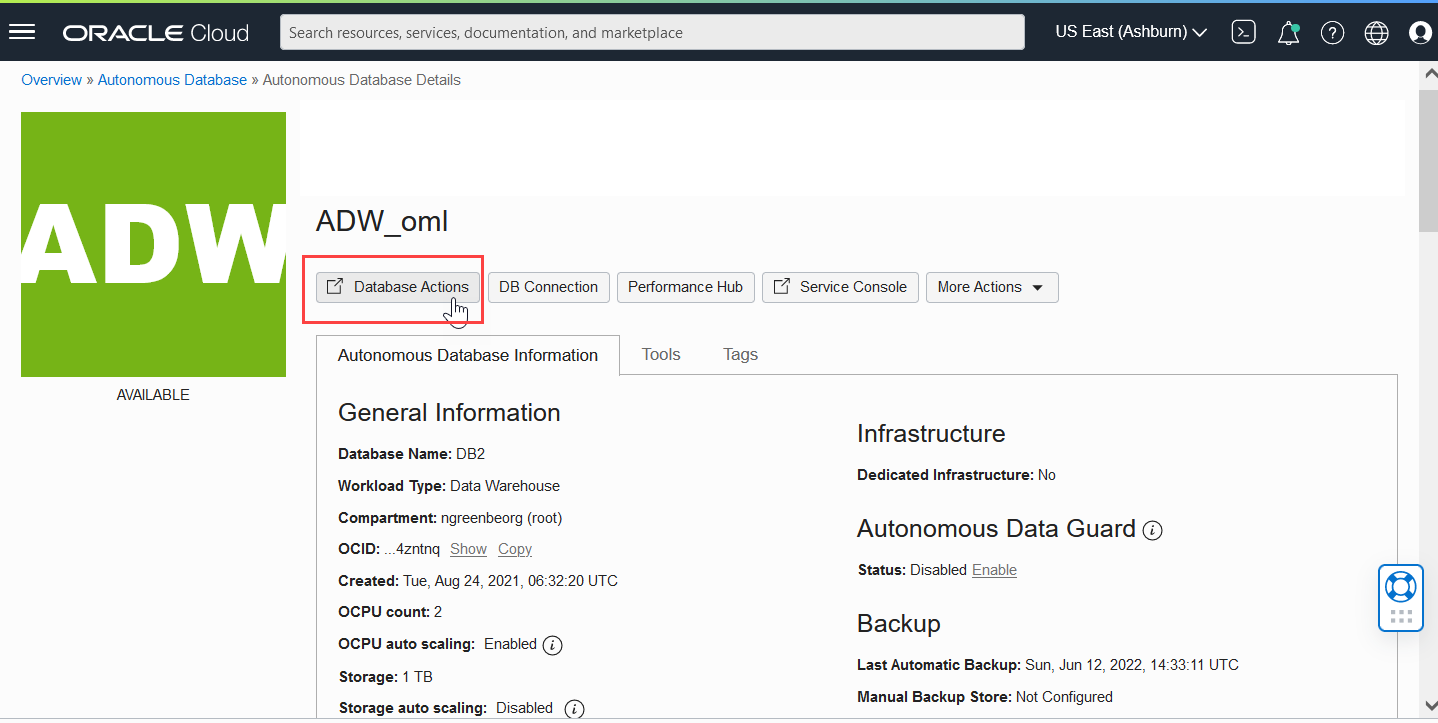 ORACLE Cloud
Search resources, services, documentation, and marketplace
US East (Ashburn)
Overview » Autonomous Database » Autonomous Database Details
ADW
AVAILABLE
ADW_oml
Database Actions
DB Connection
Performance Hub
Service Console
More Actions
Autonomous Database Information
Tools
Tags
General Information
Database Name: DB2
Workload Type: Data Warehouse
Compartment: ngreenbeorg (root)
OCID: ...4zntnq Show Copy
Created: Tue, Aug 24, 2021, 06:32:20 UTC
OCPU count: 2
OCPU auto scaling: Enabled
Storage: 1 TB
Storage auto scaling: Disabled
Infrastructure
Dedicated Infrastructure: No
Autonomous Data Guard
Status: Disabled Enable
Backup
Last Automatic Backup: Sun, Jun 12, 2022, 14:33:11 UTC
Manual Backup Store: Not Configured